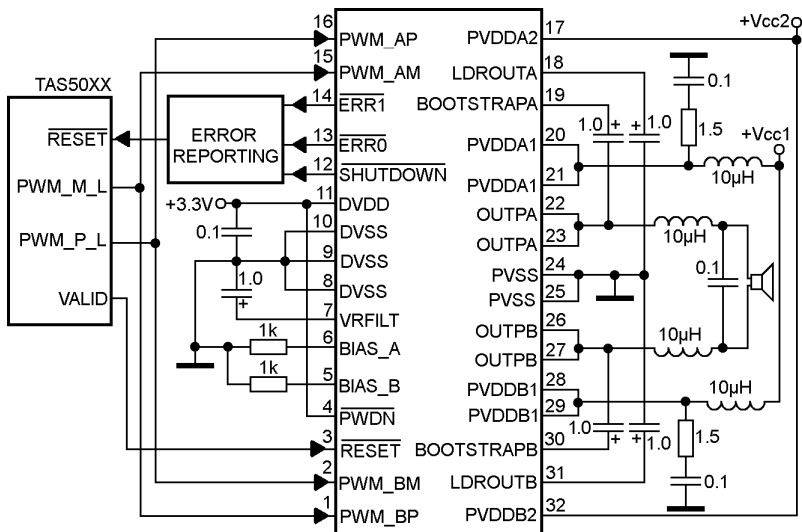 TAS50XX
RESET
PWM_M_L
PWM_P_L
VALID
ERROR
REPORTING
+3.3V
0.1
1.0
+
1k
1k
16
PWM_AP
15
PWM_AM
14
ERR1
13
ERR0
12
SHUTDOWN
11
DVDD
10
DVSS
9
DVSS
8
DVSS
7
VRFILT
6
BIAS_A
5
BIAS_B
4
PWDN
3
RESET
2
PWM_BM
1
PWM_BP
PVDDA2
17
LDROUTA
18
BOOTSTRAPA
19
PVDDA1
20
PVDDA1
21
OUTPA
22
OUTPA
23
PVSS
24
PVSS
25
OUTPB
26
OUTPB
27
PVDDB1
28
PVDDB1
29
BOOTSTRAPB
30
LDROUTB
31
PVDDB2
32
+Vcc2
0.1
1.0
+
+
1.0
1.5
+Vcc1
10µH
10µH
0.1
10µH
10µH
1.0
+
+
1.0
1.5
0.1